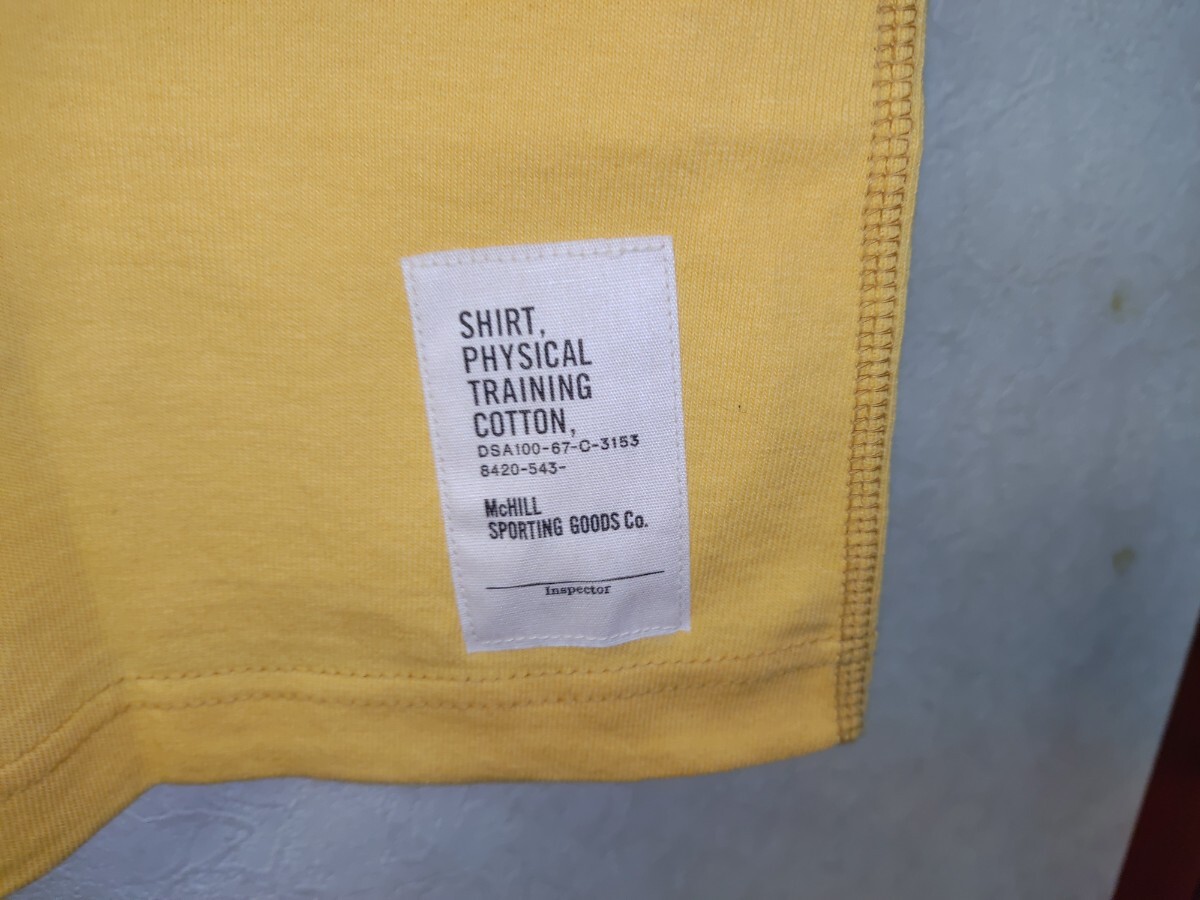 SHIRT,
PHYSICAL
TRAINING
COTTON,
DSA100-67-C-3153
8420-543-
McHILL
SPORTING GOODS Co.
Inspector